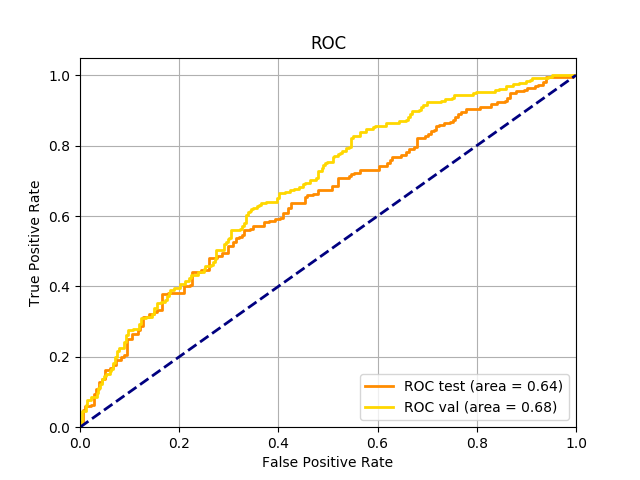 ROC
True Positive Rate
1.0
0.8
0.6
0.4
0.2
0.0
ROC test (area = 0.64)
ROC val (area = 0.68)
0.0 0.2 0.4 0.6 0.8 1.0
False Positive Rate